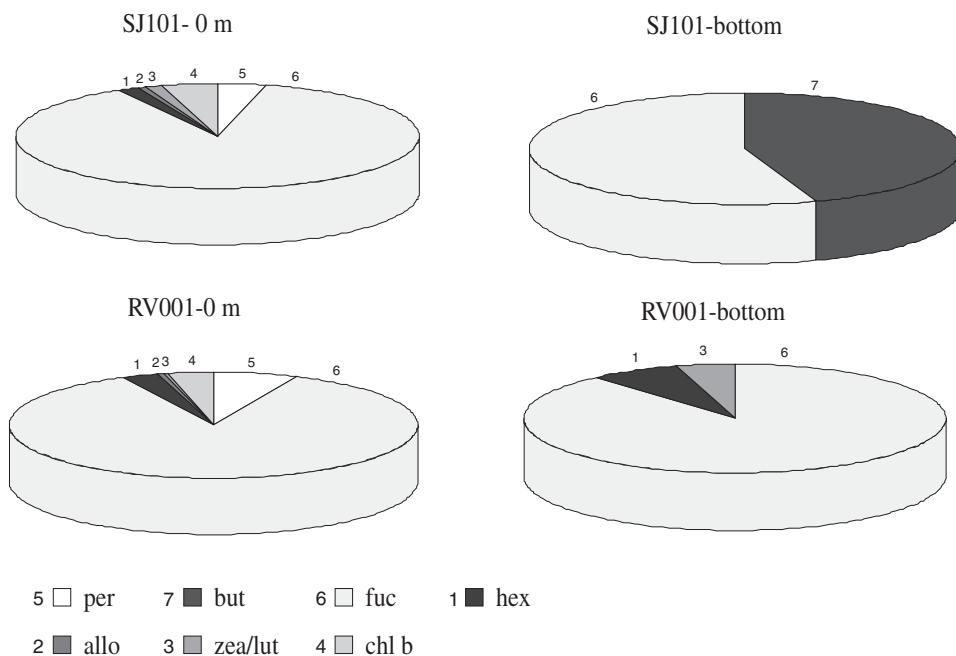 SJ101- 0 m
SJ101-bottom
1 2 3 4 5 6
6 7
RV001-0 m
RV001-bottom
1 2 3 4 5 6
1 3 6
5 per 7 but 6 fuc 1 hex
2 allo 3 zea/lut 4 chl b